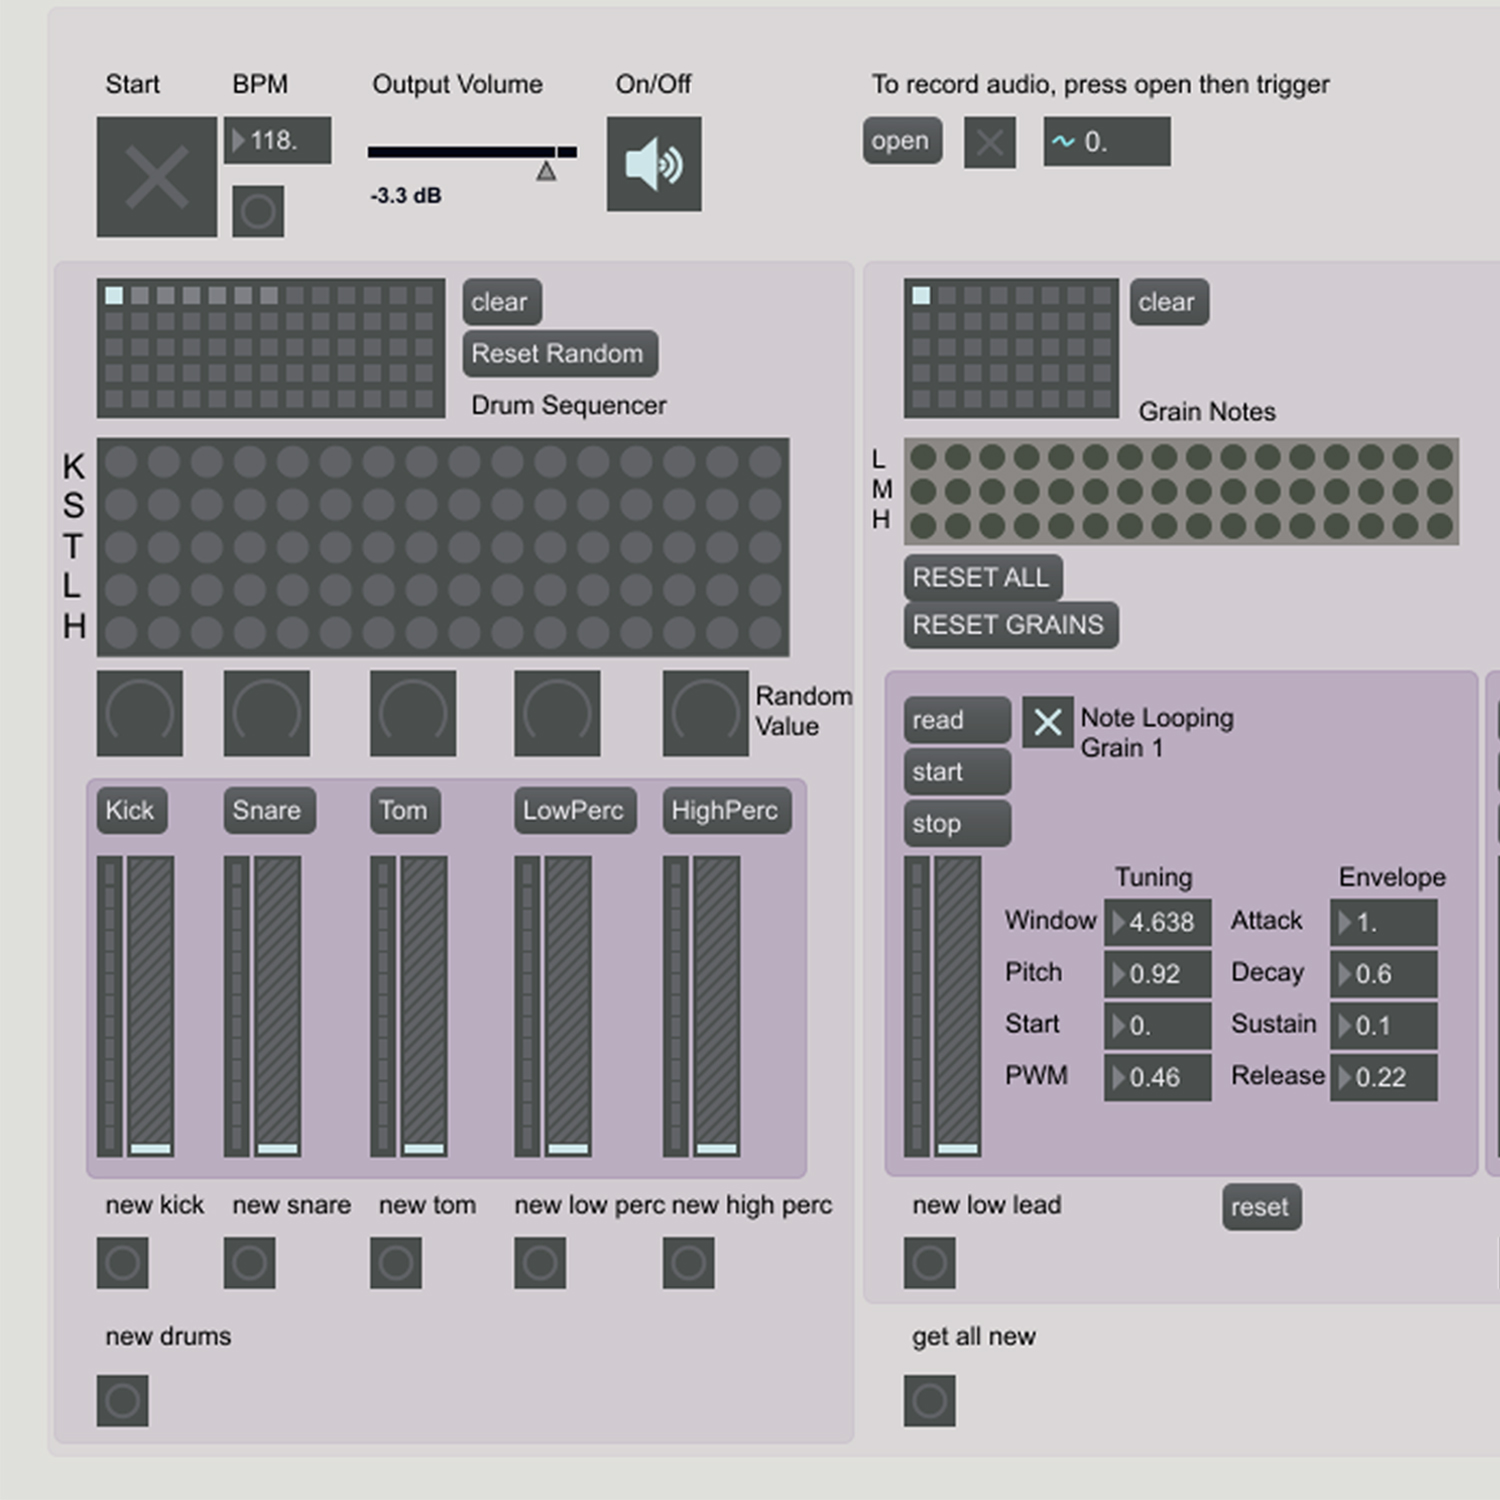 Start
BPM
Output Volume
On/Off
To record audio, press open then trigger
118.
open
0.
-3.3 dB
clear
Reset Random
Drum Sequencer
clear
Grain Notes
K
S
T
L
H
L
M
H
RESET ALL
RESET GRAINS
Random
Value
read
start
stop
Note Looping
Grain 1
Kick
Snare
Tom
LowPerc
HighPerc
Tuning
Envelope
Window 4.638 Attack 1.
Pitch 0.92 Decay 0.6
Start 0. Sustain 0.1
PWM 0.46 Release 0.22
new kick
new snare
new tom
new low perc
new high perc
new low lead
reset
new drums
get all new